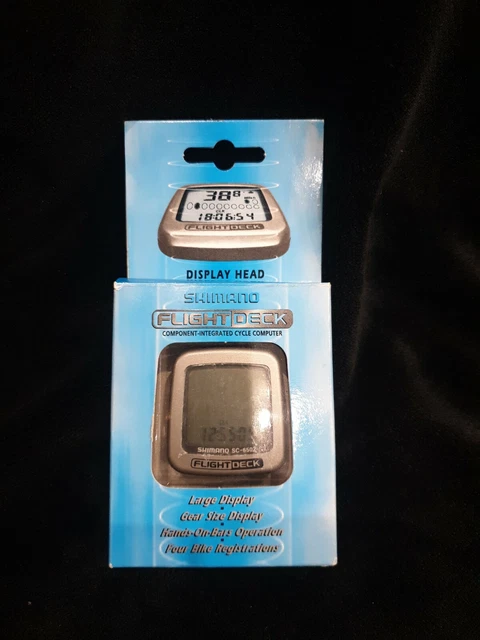 38.8
18:06:54
FLIGHT DECK
DISPLAY HEAD
SHIMANO
FLIGHT DECK
COMPONENT-INTEGRATED CYCLE COMPUTER
SHIMANO SC-6502
FLIGHT DECK
Large Display
Gear Size Display
Hands-On-Bars Operation
Four Bike Registrations